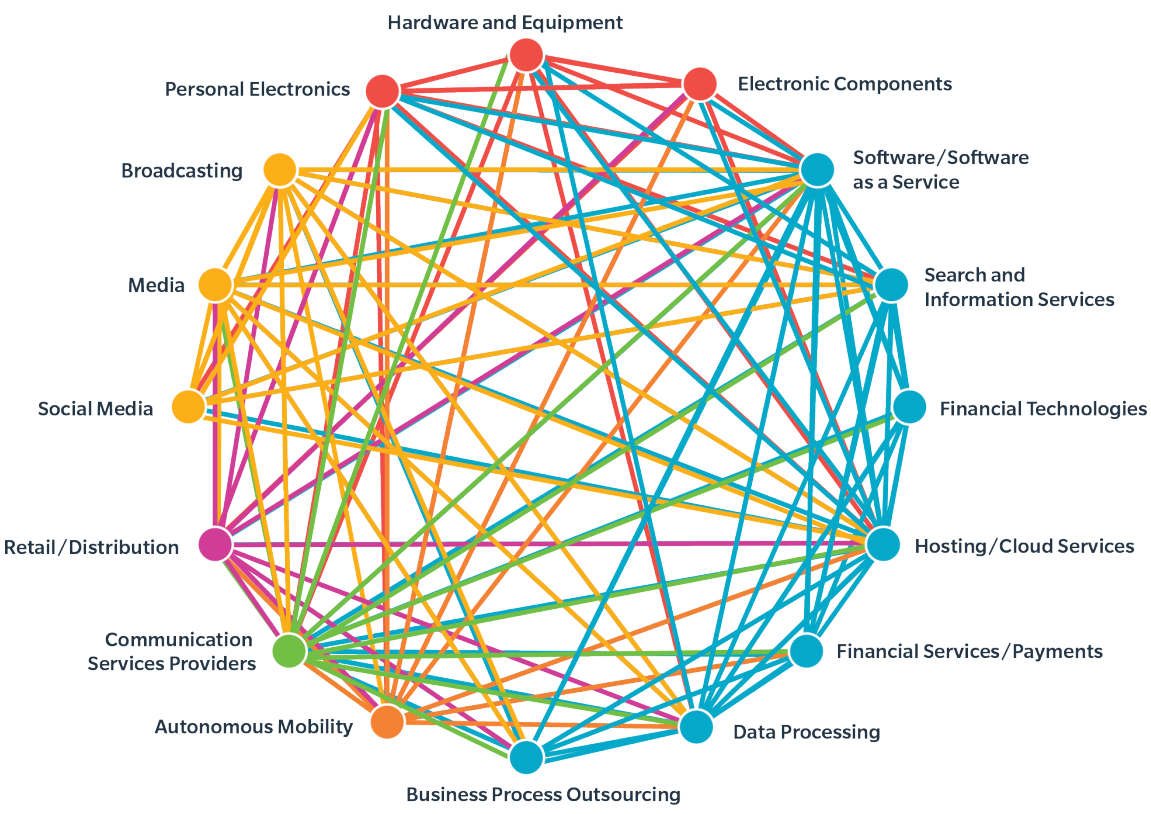 Hardware and Equipment
Personal Electronics
Electronic Components
Broadcasting
Software/Software
as a Service
Media
Search and
Information Services
Social Media
Financial Technologies
Retail/Distribution
Hosting/Cloud Services
Communication
Services Providers
Financial Services/Payments
Autonomous Mobility
Data Processing
Business Process Outsourcing